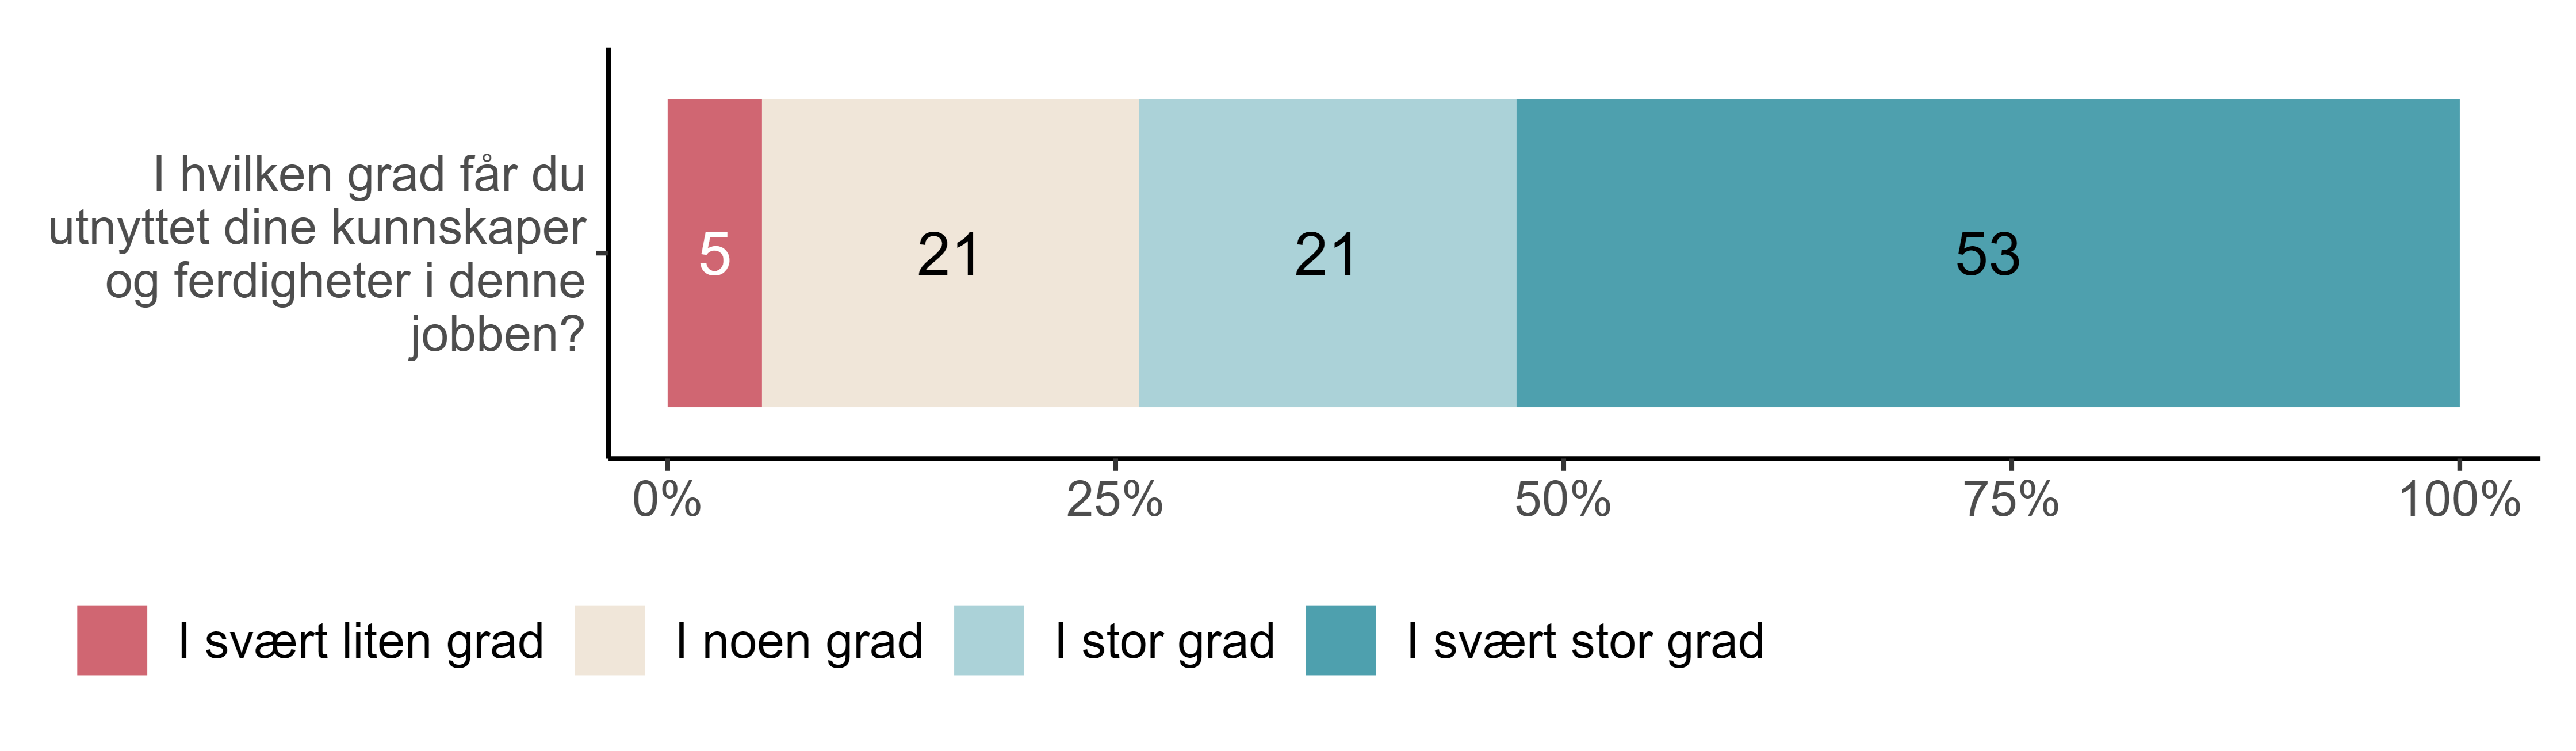 I hvilken grad får du
utnyttet dine kunnskaper
og ferdigheter i denne
jobben?
5 21 21 53
0% 25% 50% 75% 100%
I svært liten grad I noen grad I stor grad I svært stor grad